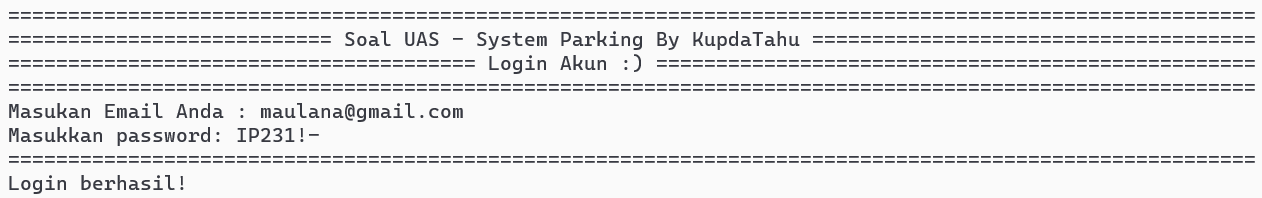 ========================================================================================================
=========================== Soal UAS - System Parking By KupdaTahu =====================================
======================================= Login Akun :) ==================================================
========================================================================================================
Masukan Email Anda : maulana@gmail.com
Masukkan password: IP231!-
========================================================================================================
Login berhasil!